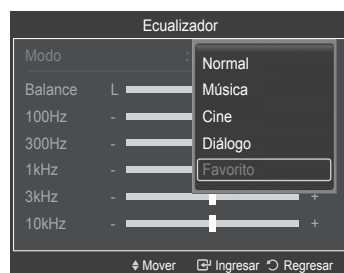 Ecualizador
Modo :
Normal
Balance L Música
100Hz - Cine
300Hz - Diálogo
1kHz - Favorito
3kHz - +
10kHz - +
Mover Ingresar Regresar